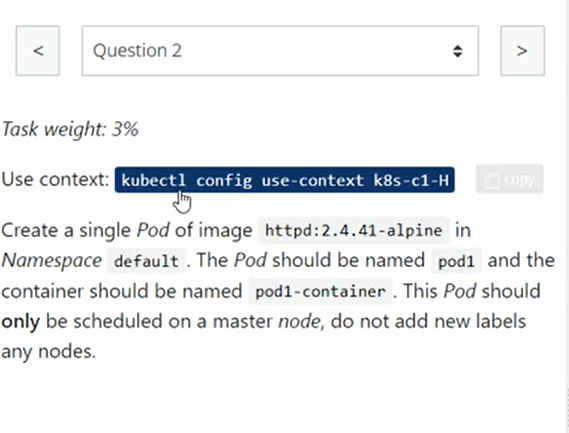 <
Question 2
>
Task weight: 3%
Use context: kubectl config use-context k8s-c1-H
copy
Create a single Pod of image httpd:2.4.41-alpine in
Namespace default. The Pod should be named pod1 and the
container should be named pod1-container. This Pod should
only be scheduled on a master node, do not add new labels
any nodes.